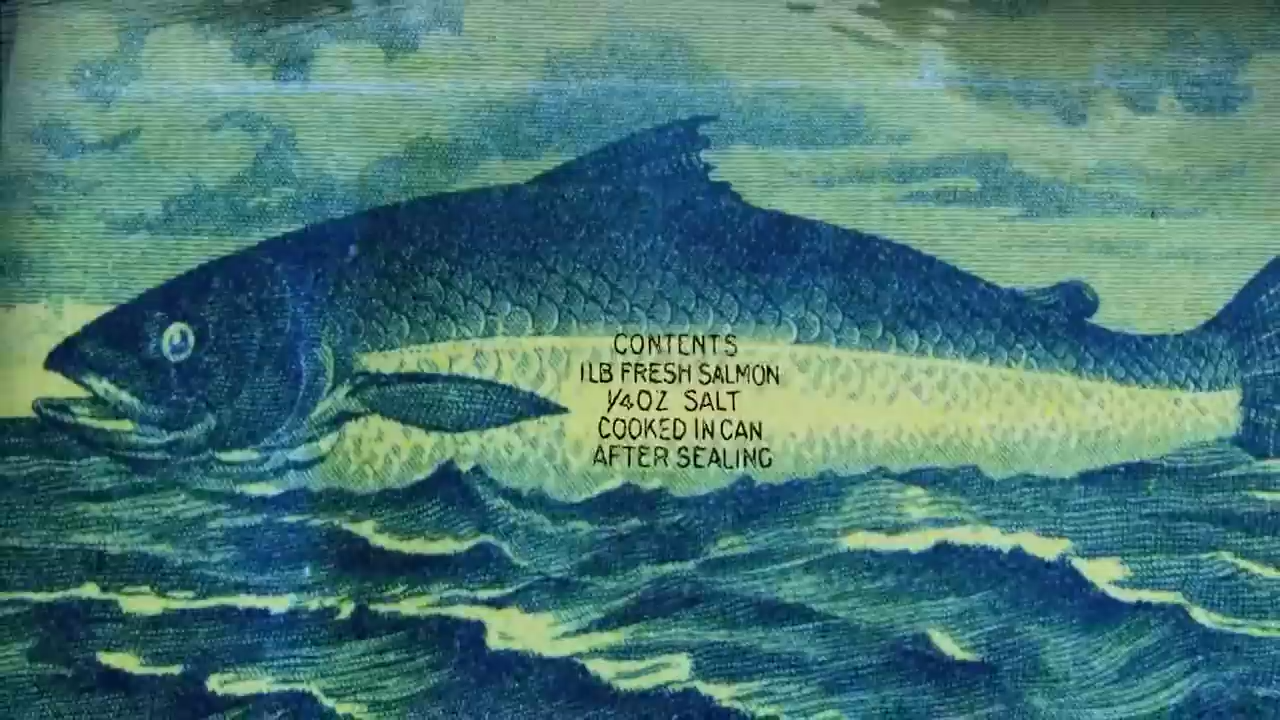 CONTENTS
1LB FRESH SALMON
1/4OZ SALT
COOKED IN CAN
AFTER SEALING